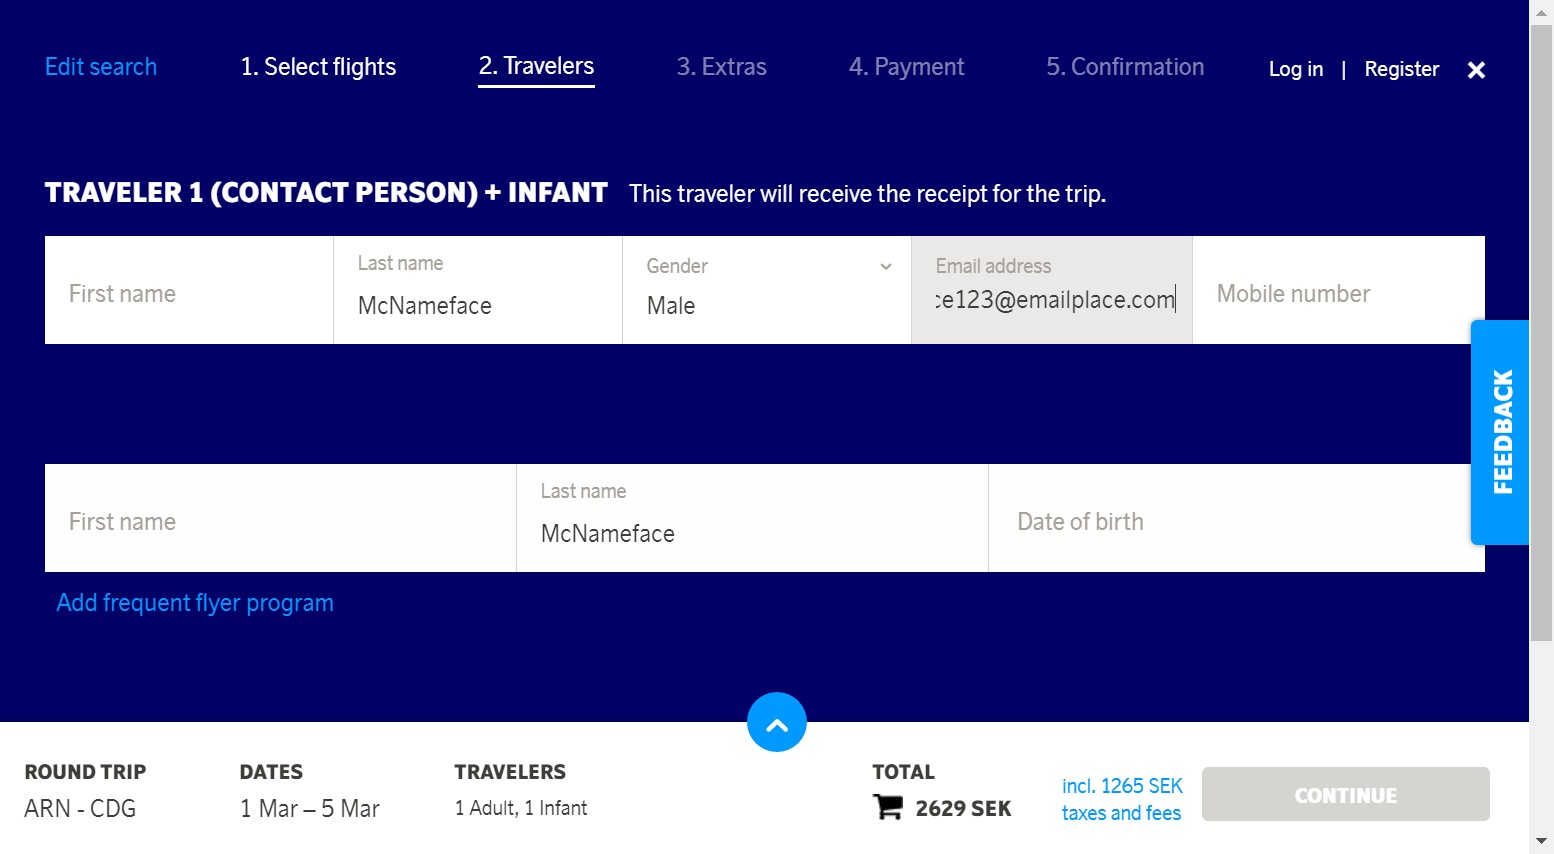 Edit search
1. Select flights
2. Travelers
3. Extras
4. Payment
5. Confirmation
Log in | Register
TRAVELER 1 (CONTACT PERSON) + INFANT This traveler will receive the receipt for the trip.
First name
Last name
McNameface
Gender
Male
Email address
ce123@emailplace.com
Mobile number
FEEDBACK
First name
Last name
McNameface
Date of birth
Add frequent flyer program
ROUND TRIP
ARN - CDG
DATES
1 Mar – 5 Mar
TRAVELERS
1 Adult, 1 Infant
TOTAL
2629 SEK
incl. 1265 SEK
taxes and fees
CONTINUE